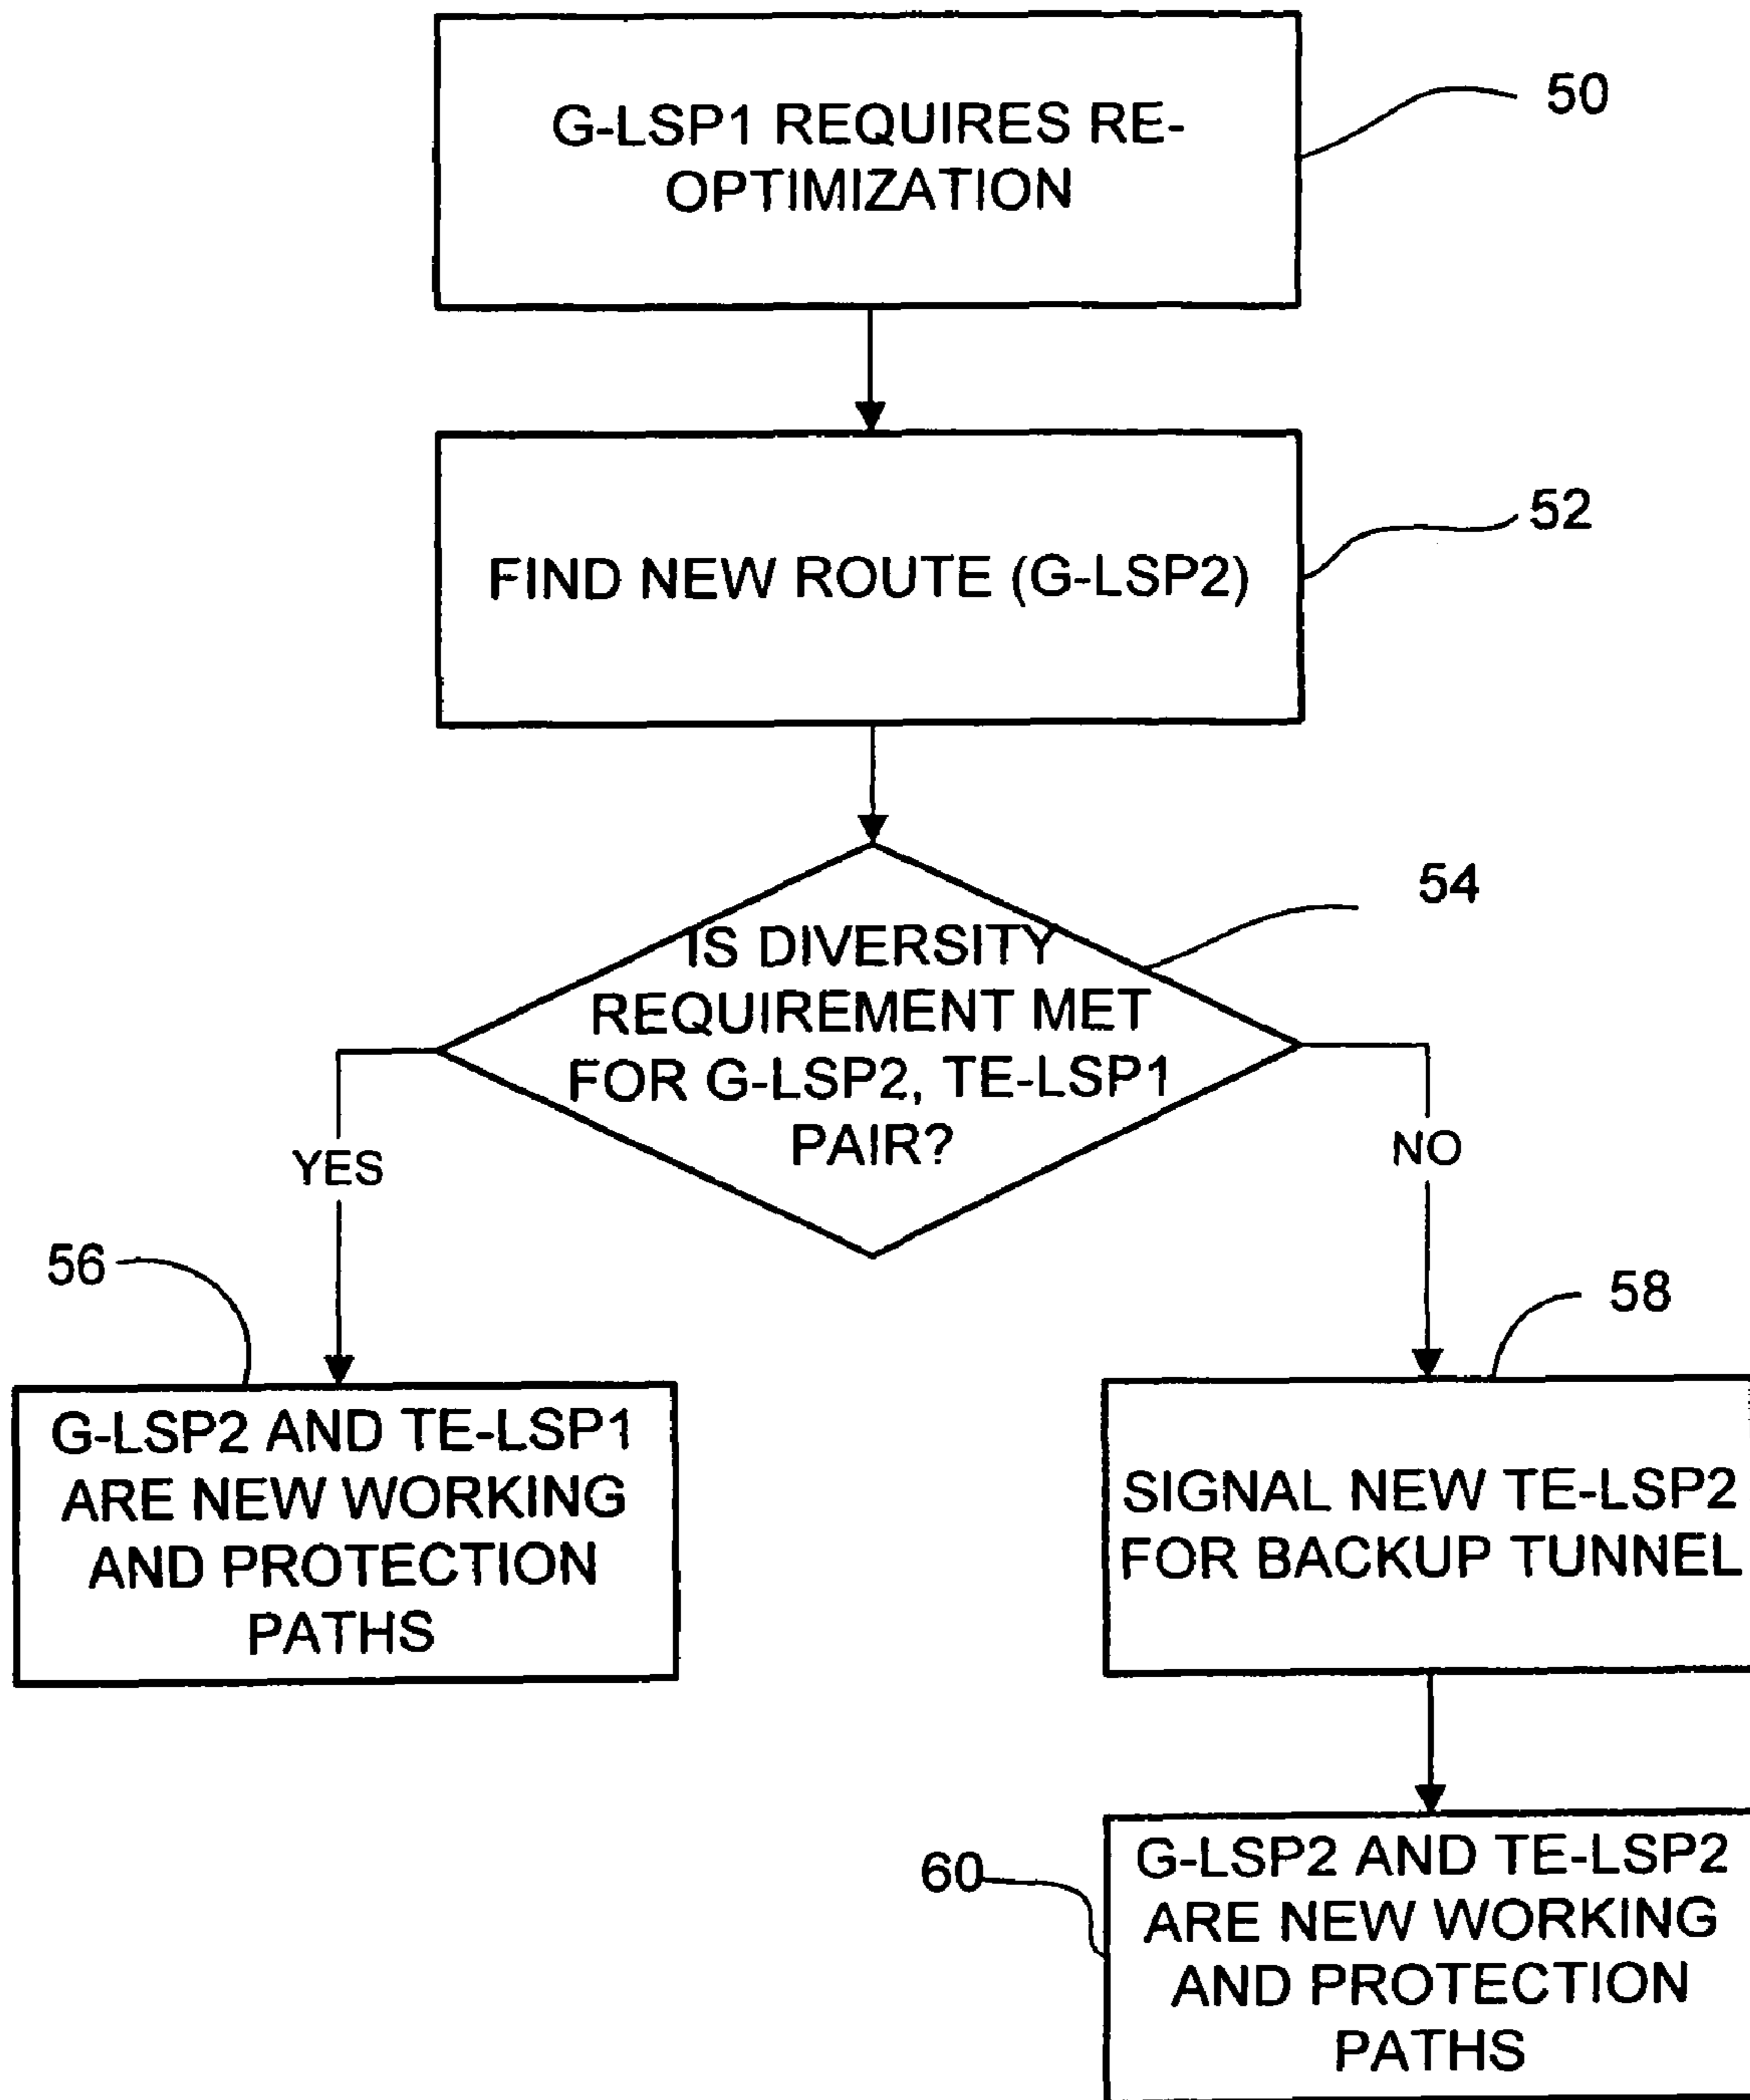 G-LSP1 REQUIRES RE-
OPTIMIZATION
50
FIND NEW ROUTE (G-LSP2)
52
54
IS DIVERSITY
REQUIREMENT MET
FOR G-LSP2, TE-LSP1
PAIR?
YES
NO
56
58
G-LSP2 AND TE-LSP1
ARE NEW WORKING
AND PROTECTION
PATHS
SIGNAL NEW TE-LSP2
FOR BACKUP TUNNEL
60
G-LSP2 AND TE-LSP2
ARE NEW WORKING
AND PROTECTION
PATHS